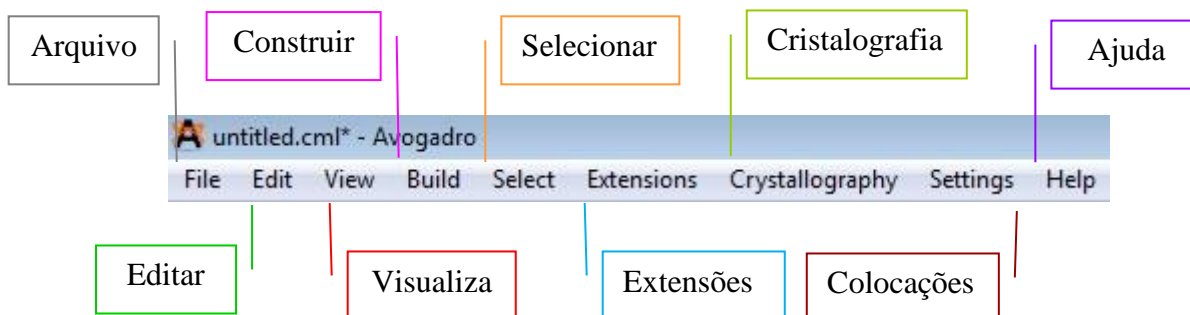 Arquivo
Construir
Selecionar
Cristalografia
Ajuda
untitled.cml* - Avogadro
File Edit View Build Select Extensions Crystallography Settings Help
Editar
Visualiza
Extensões
Colocações